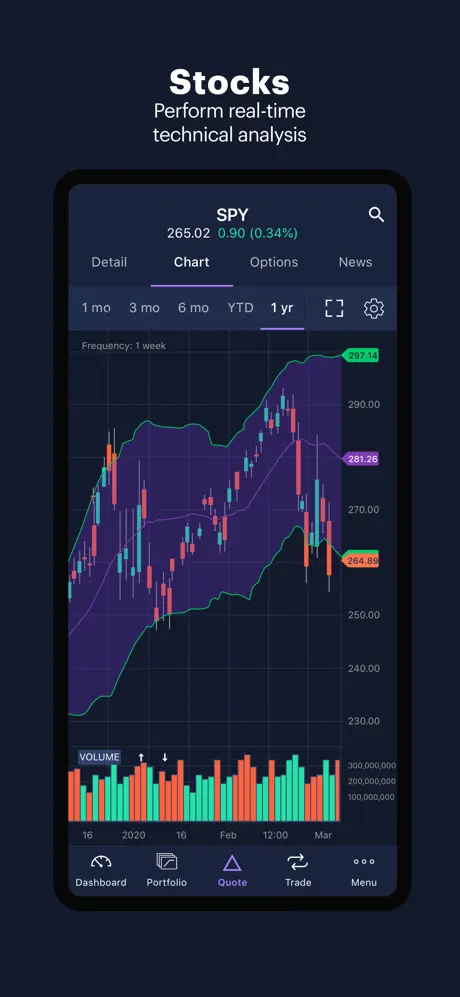 Stocks
Perform real-time
technical analysis
SPY
265.02 0.90 (0.34%)
Detail Chart Options News
1 mo 3 mo 6 mo YTD 1 yr
Frequency: 1 week
297.14
290.00
281.26
270.00
264.89
250.00
240.00
230.00
VOLUME
300,000,000
200,000,000
100,000,000
16 2020 16 Feb 12:00 Mar
Dashboard Portfolio Quote Trade Menu